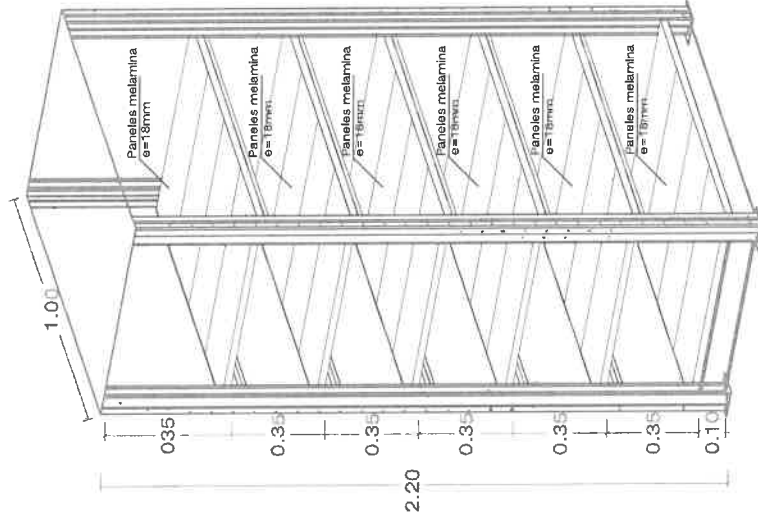 1.00
Paneles melamina
e=18mm
Paneles melamina
e=18mm
Paneles melamina
e=18mm
Paneles melamina
e=18mm
Paneles melamina
e=18mm
Paneles melamina
e=18mm
035
0.35
0.35
0.35
0.35
0.35
0.10
2.20